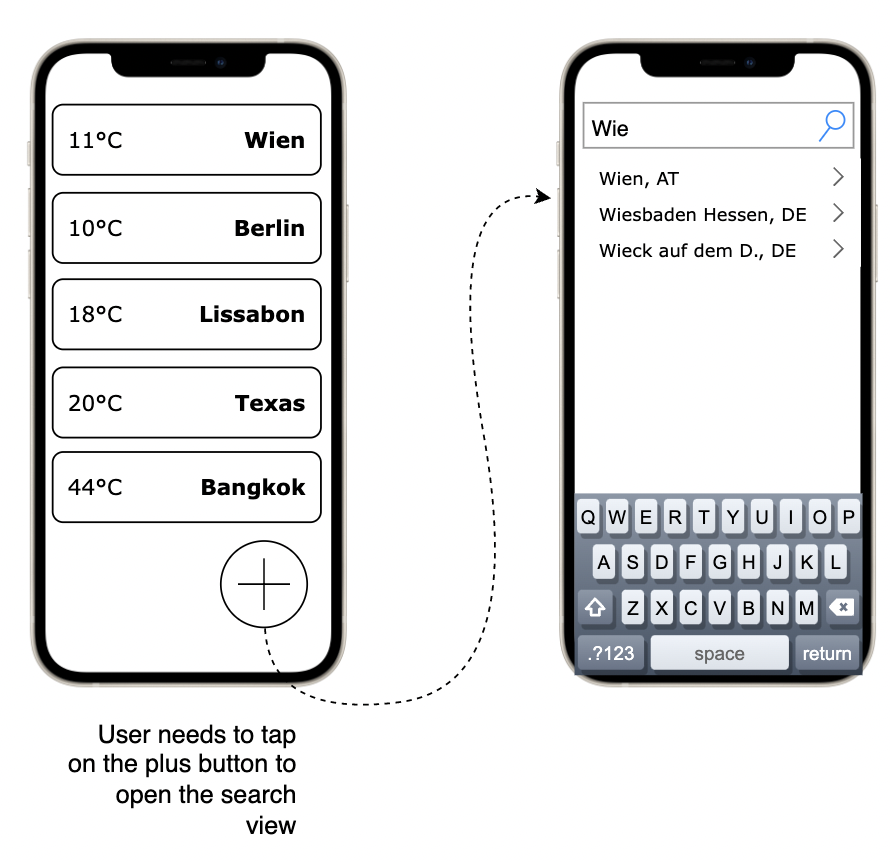 11°C Wien
10°C Berlin
18°C Lissabon
20°C Texas
44°C Bangkok
User needs to tap
on the plus button to
open the search
view
Wie
Wien, AT
Wiesbaden Hessen, DE
Wieck auf dem D., DE
Q W E R T Y U I O P
A S D F G H J K L
Z X C V B N M
.?123 space return